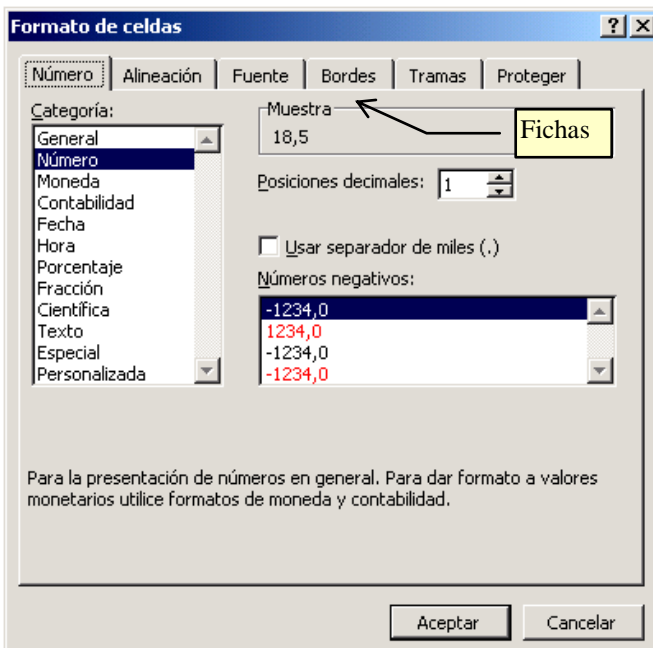 Formato de celdas
Número Alineación Fuente Bordes Tramas Proteger
Categoría:
General
Número
Moneda
Contabilidad
Fecha
Hora
Porcentaje
Fracción
Científica
Texto
Especial
Personalizada
Muestra
18,5
Fichas
Posiciones decimales: 1
Usar separador de miles (.)
Números negativos:
-1234,0
1234,0
-1234,0
-1234,0
Para la presentación de números en general. Para dar formato a valores
monetarios utilice formatos de moneda y contabilidad.
Aceptar Cancelar